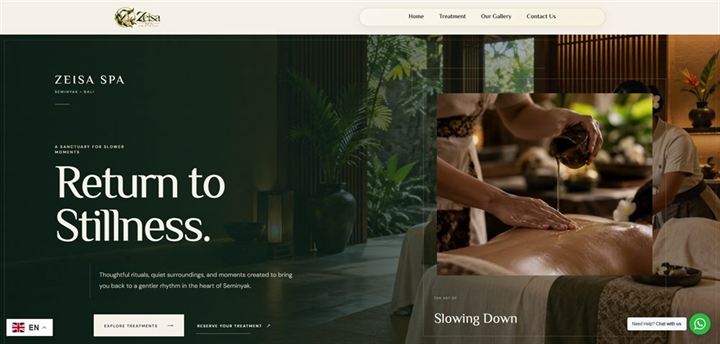 Zeisa
Home
Treatment
Our Gallery
Contact Us
ZEISA SPA
SEMINYAK • BALI
A SANCTUARY FOR SLOWER
MOMENTS
Return to
Stillness.
Thoughtful rituals, quiet surroundings, and moments created to bring
you back to a gentler rhythm in the heart of Seminyak.
EXPLORE TREATMENTS →
RESERVE YOUR TREATMENT ↗
THE ART OF
Slowing Down
EN
Need Help? Chat with us